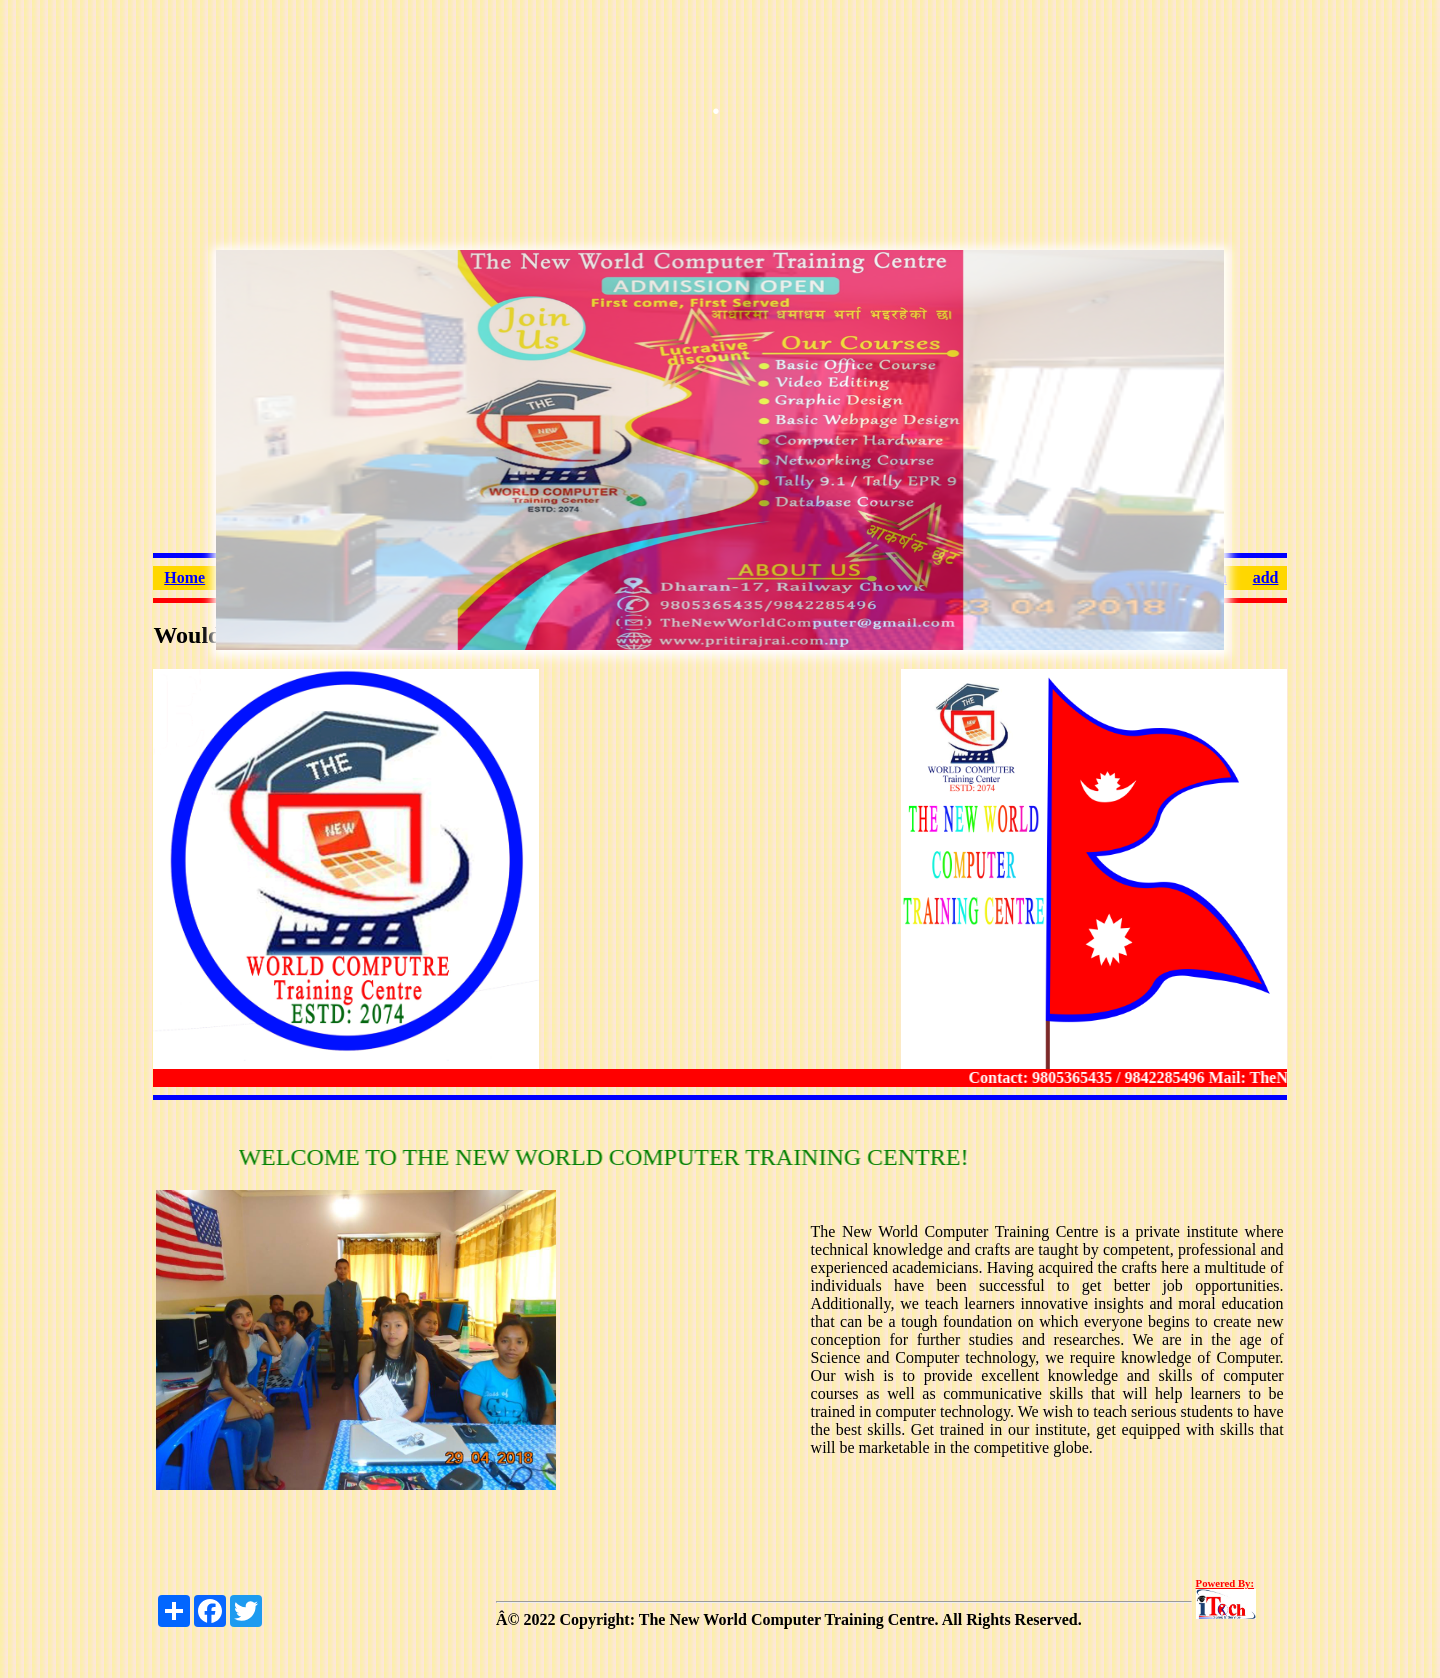 The New World Computer Training Centre
ADMISSION OPEN
First come, First Served
आधारमा धमाधम भर्ना भइरहेको छ।
Join
Us
Lucrative
discount
Our Courses
Basic Office Course
Video Editing
Graphic Design
Basic Webpage Design
Computer Hardware
Networking Course
Tally 9.1 / Tally EPR 9
Database Course
THE
NEW
WORLD COMPUTER
Training Center
ESTD: 2074
आकर्षक छुट
ABOUT US
Dharan-17, Railway Chowk
9805365435/9842285496
TheNewWorldComputer@gmail.com
www.pritirajrai.com.np
23 04 2018
Home
add
Would
THE
NEW
WORLD COMPUTRE
Training Centre
ESTD: 2074
THE
NEW
WORLD COMPUTER
Training Center
ESTD: 2074
THE NEW WORLD
COMPUTER
TRAINING CENTRE
Contact: 9805365435 / 9842285496 Mail: TheN
WELCOME TO THE NEW WORLD COMPUTER TRAINING CENTRE!
29 04 2018
The New World Computer Training Centre is a private institute where
technical knowledge and crafts are taught by competent, professional and
experienced academicians. Having acquired the crafts here a multitude of
individuals have been successful to get better job opportunities.
Additionally, we teach learners innovative insights and moral education
that can be a tough foundation on which everyone begins to create new
conception for further studies and researches. We are in the age of
Science and Computer technology, we require knowledge of Computer.
Our wish is to provide excellent knowledge and skills of computer
courses as well as communicative skills that will help learners to be
trained in computer technology. We wish to teach serious students to have
the best skills. Get trained in our institute, get equipped with skills that
will be marketable in the competitive globe.
Powered By:
iTech
Â© 2022 Copyright: The New World Computer Training Centre. All Rights Reserved.